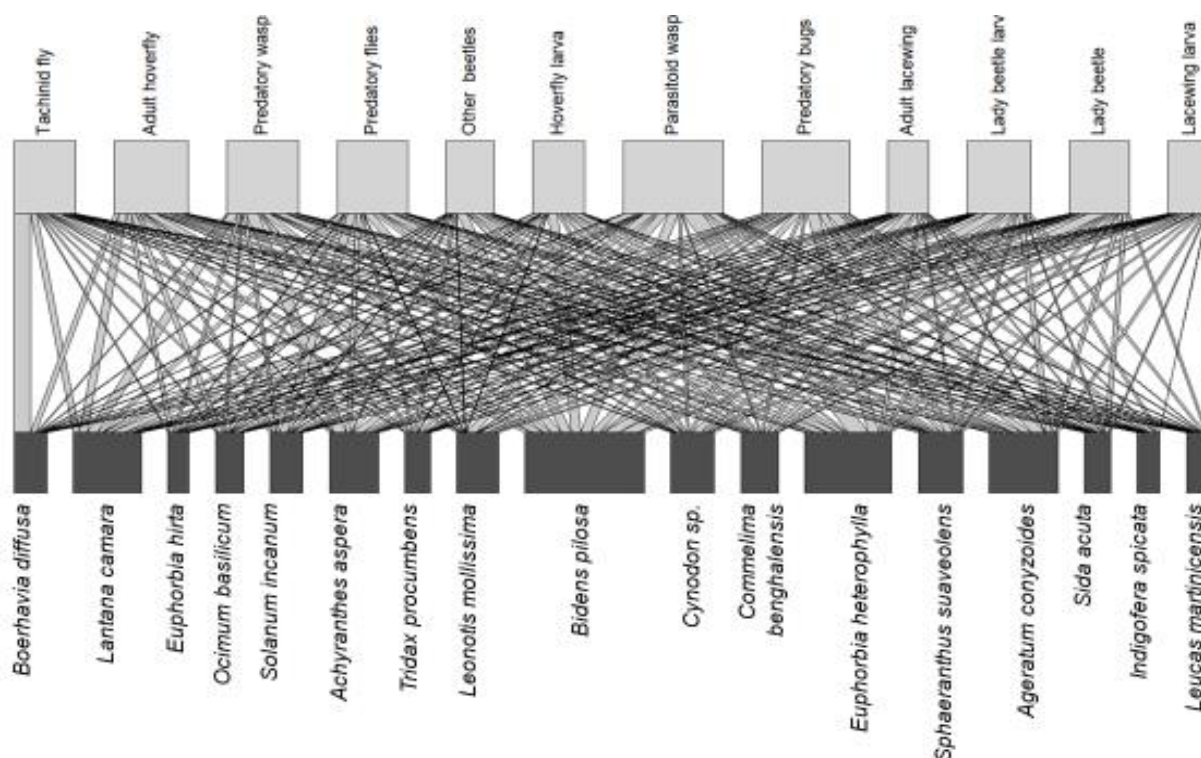 Tachinid fly
Adult hoverfly
Predatory wasp
Predatory flies
Other beetles
Hoverfly larva
Parasitoid wasp
Predatory bugs
Adult lacewing
Lady beetle larv
Lady beetle
Lacewing larva
Boerhavia diffusa
Lantana camara
Euphorbia hirta
Ocimum basilicum
Solanum incanum
Achyranthes aspera
Tridax procumbens
Leonotis mollissima
Bidens pilosa
Cynodon sp.
Commelima
benghalensis
Euphorbia heterophylla
Sphaeranthus suaveolens
Ageratum conyzoides
Sida acuta
Indigofera spicata
Leucas martinicensis